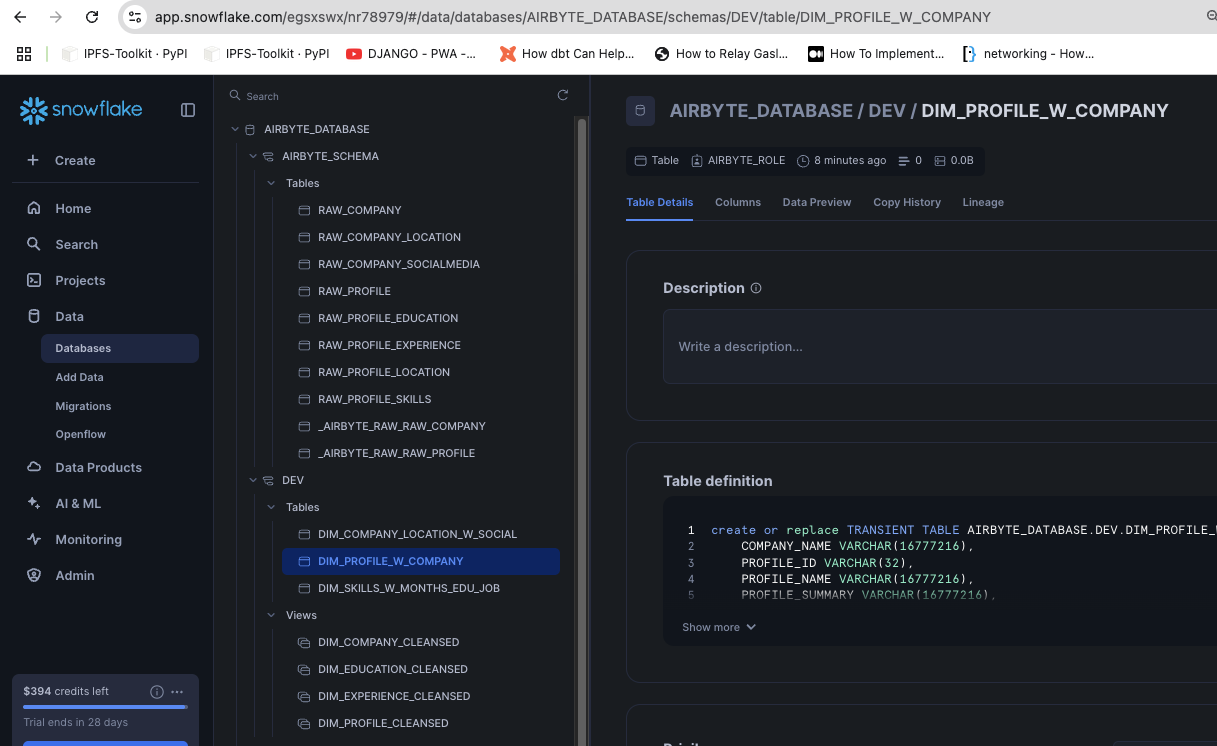 app.snowflake.com/egsxswx/nr78979/#/data/databases/AIRBYTE_DATABASE/schemas/DEV/table/DIM_PROFILE_W_COMPANY
IPFS-Toolkit · PyPI
IPFS-Toolkit · PyPI
DJANGO - PWA -...
How dbt Can Help...
How to Relay Gasl...
How To Implement...
networking - How...
snowflake
Create
Home
Search
Projects
Data
Databases
Add Data
Migrations
Openflow
Data Products
AI & ML
Monitoring
Admin
$394 credits left
Trial ends in 28 days
Search
AIRBYTE_DATABASE
AIRBYTE_SCHEMA
Tables
RAW_COMPANY
RAW_COMPANY_LOCATION
RAW_COMPANY_SOCIALMEDIA
RAW_PROFILE
RAW_PROFILE_EDUCATION
RAW_PROFILE_EXPERIENCE
RAW_PROFILE_LOCATION
RAW_PROFILE_SKILLS
_AIRBYTE_RAW_RAW_COMPANY
_AIRBYTE_RAW_RAW_PROFILE
DEV
Tables
DIM_COMPANY_LOCATION_W_SOCIAL
DIM_PROFILE_W_COMPANY
DIM_SKILLS_W_MONTHS_EDU_JOB
Views
DIM_COMPANY_CLEANSED
DIM_EDUCATION_CLEANSED
DIM_EXPERIENCE_CLEANSED
DIM_PROFILE_CLEANSED
AIRBYTE_DATABASE / DEV / DIM_PROFILE_W_COMPANY
Table AIRBYTE_ROLE 8 minutes ago 0 0.0B
Table Details Columns Data Preview Copy History Lineage
Description
Write a description...
Table definition
1 create or replace TRANSIENT TABLE AIRBYTE_DATABASE.DEV.DIM_PROFILE_
2 COMPANY_NAME VARCHAR(16777216),
3 PROFILE_ID VARCHAR(32),
4 PROFILE_NAME VARCHAR(16777216),
5 PROFILE_SUMMARY VARCHAR(16777216),
Show more